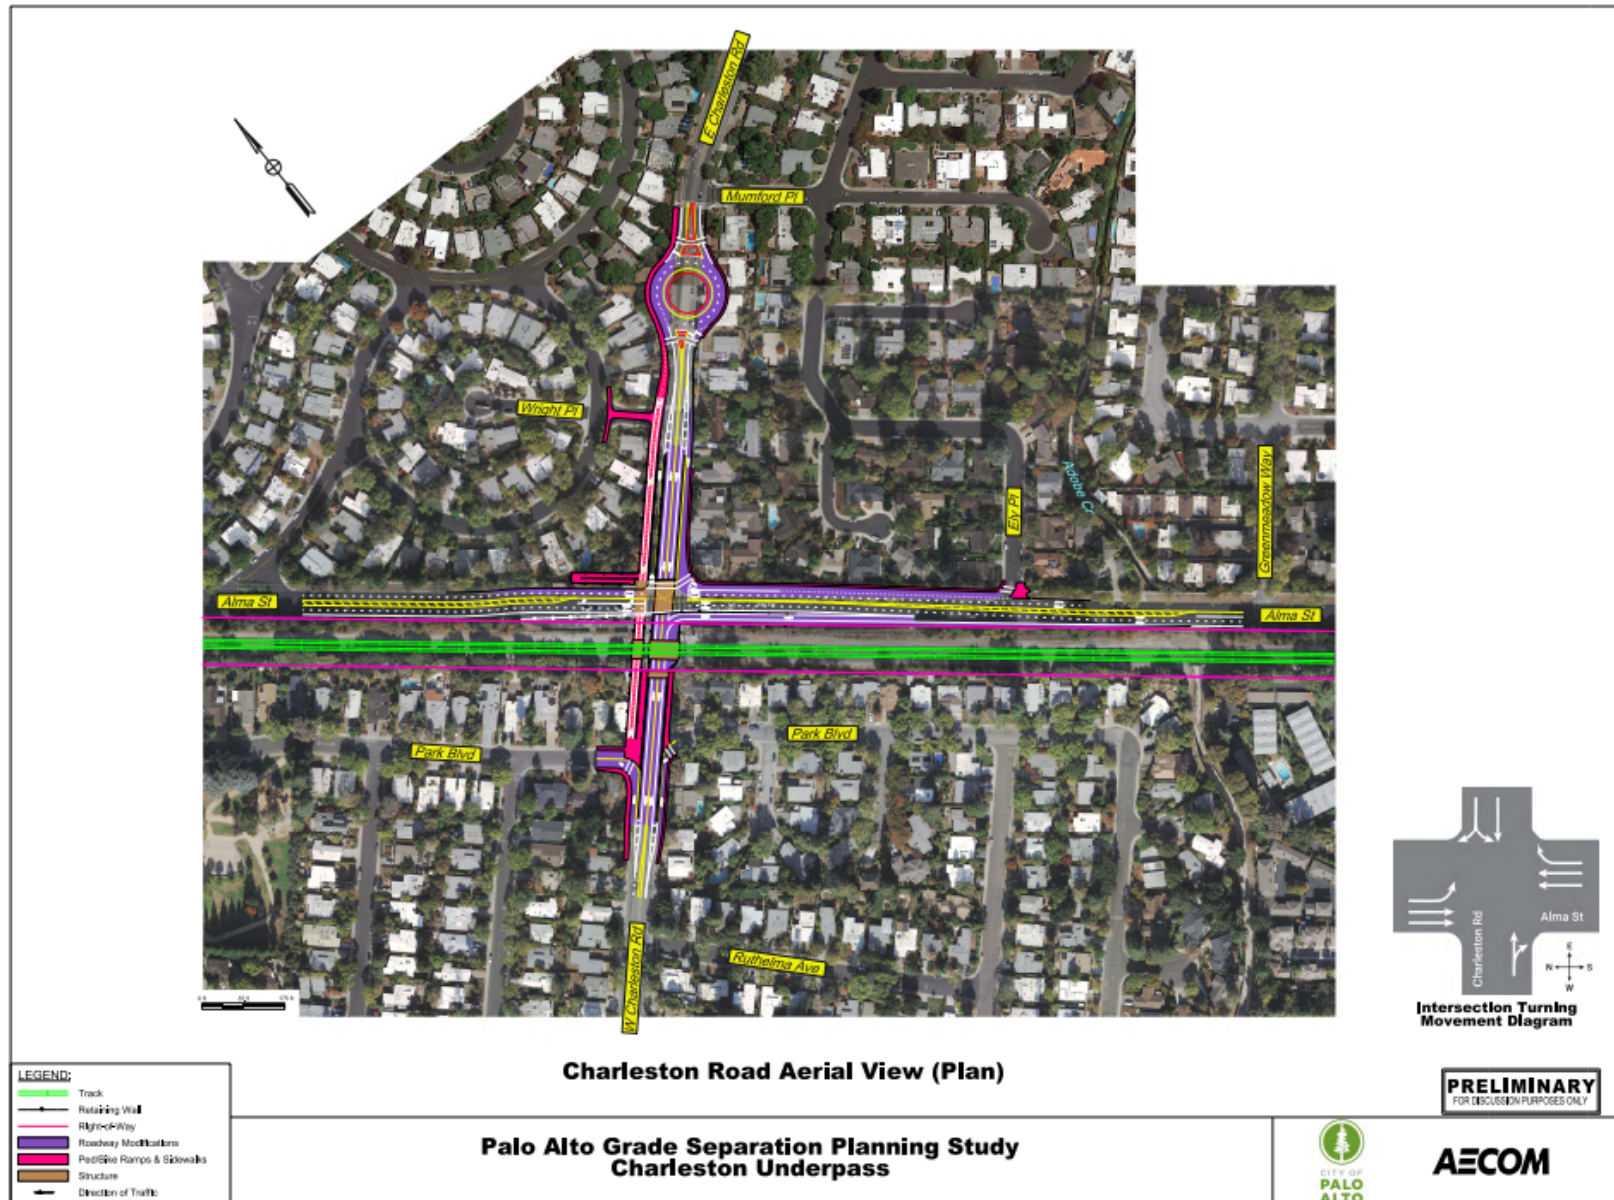 E Charleston Rd
Mumford Pl
Wright Pl
Adobe Cr
Ely Pl
Greenmeadow Way
Alma St
Alma St
Park Blvd
Park Blvd
Ruthelma Ave
W Charleston Rd
Charleston Rd
Alma St
E
N
S
W
Intersection Turning
Movement Diagram
Charleston Road Aerial View (Plan)
PRELIMINARY
FOR DISCUSSION PURPOSES ONLY
LEGEND:
Track
Retaining Wall
Right-of-Way
Roadway Modifications
Ped/Bike Ramps & Sidewalks
Structure
Direction of Traffic
Palo Alto Grade Separation Planning Study
Charleston Underpass
CITY OF
PALO
ALTO
AECOM